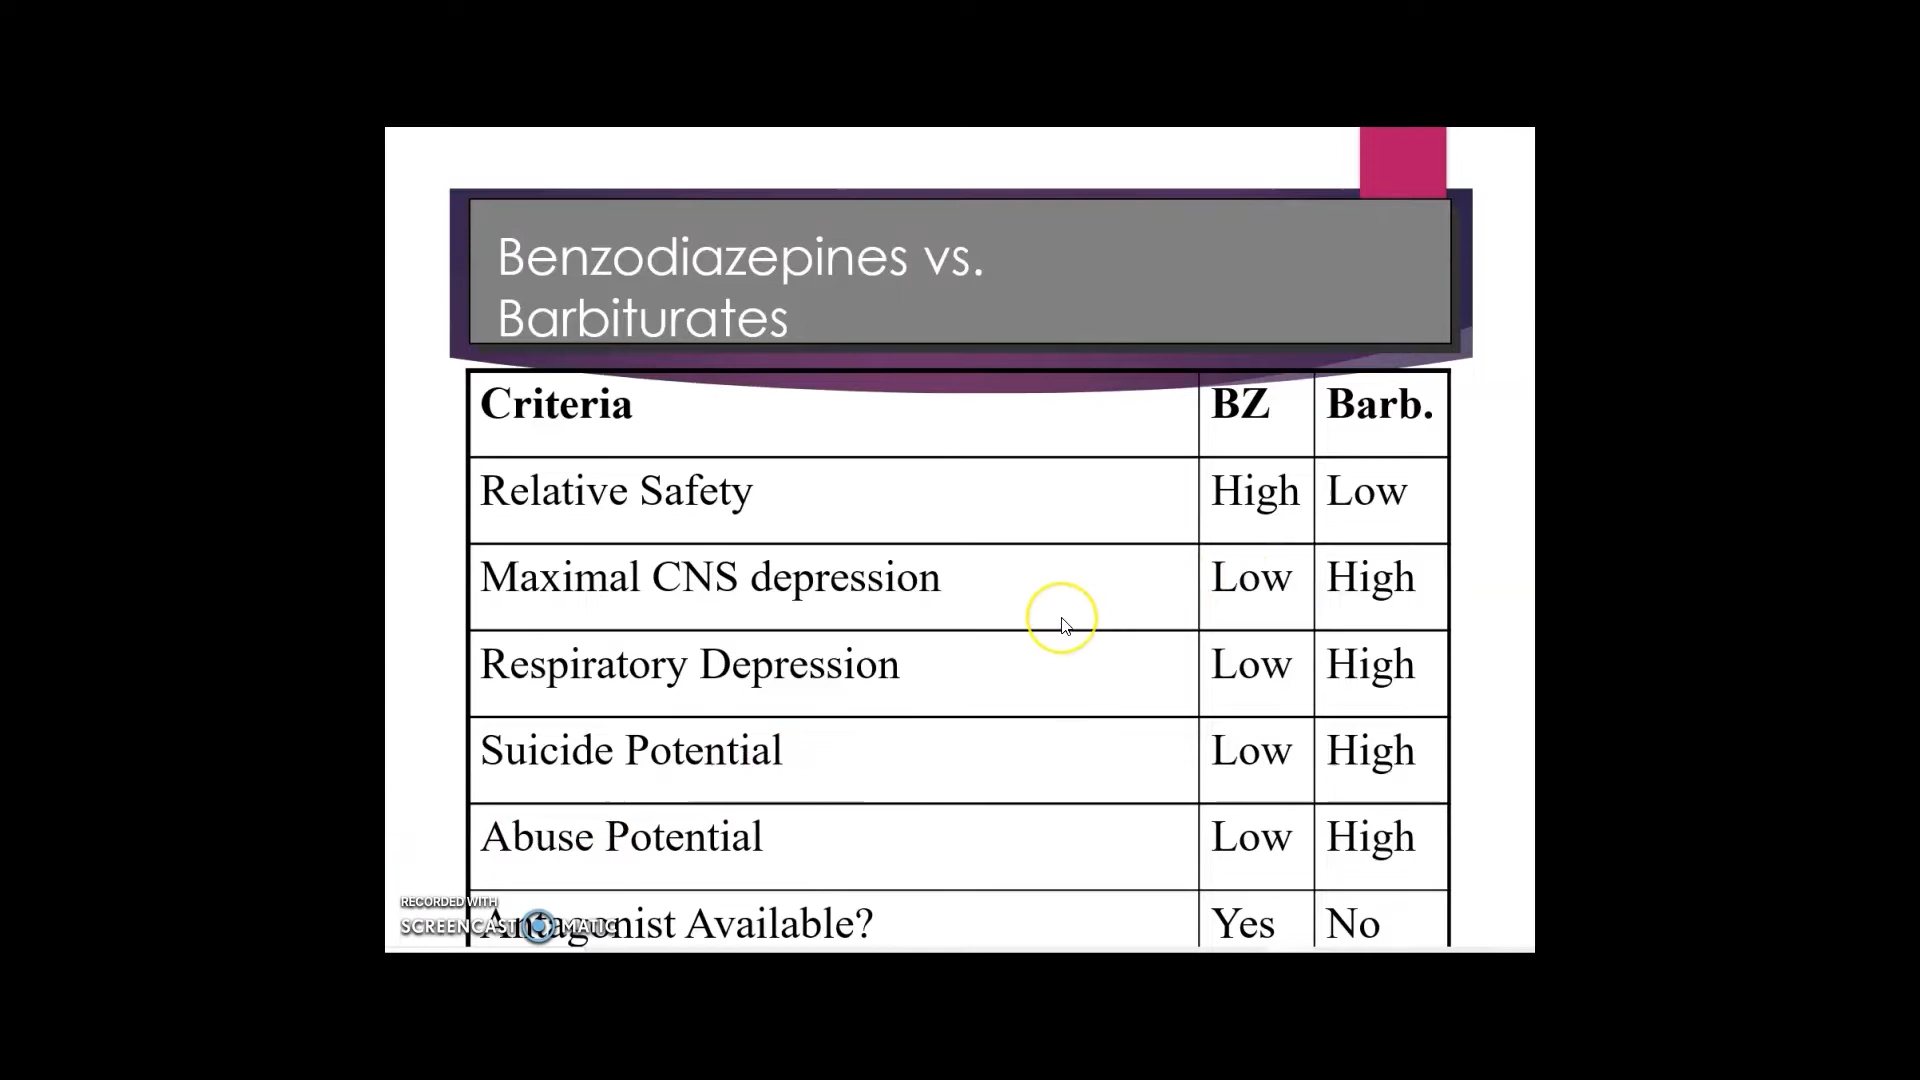 Benzodiazepines vs.
Barbiturates
Criteria BZ Barb.
Relative Safety High Low
Maximal CNS depression Low High
Respiratory Depression Low High
Suicide Potential Low High
Abuse Potential Low High
Antagonist Available? Yes No
RECORDED WITH
SCREENCAST MATIC